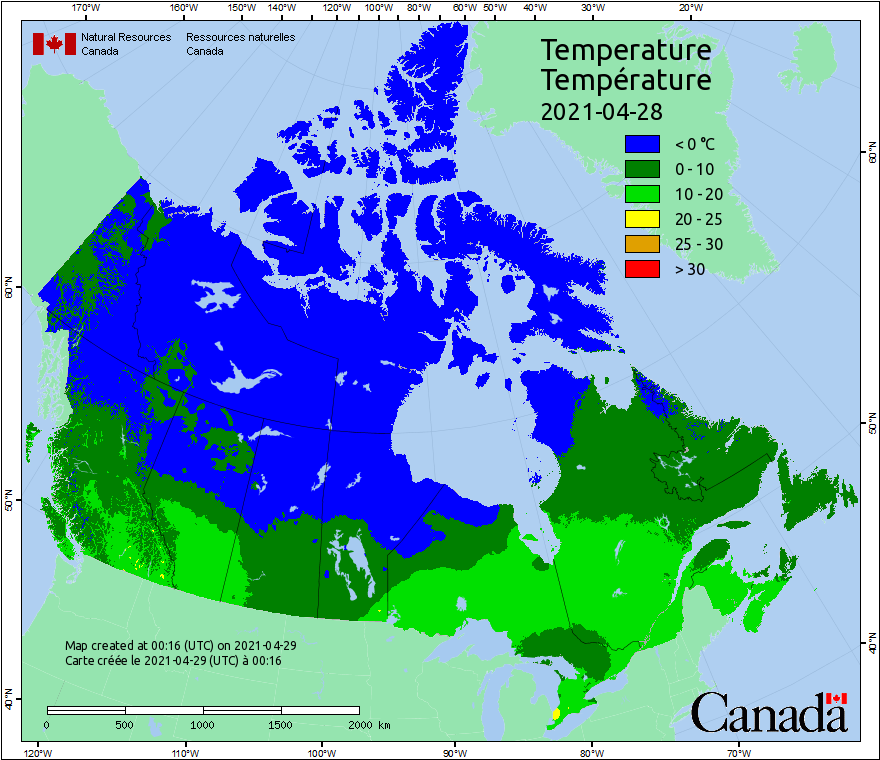 170°W 160°W 150°W 140°W 130°W 120°W 110°W 100°W 90°W 80°W 70°W 60°W 50°W 40°W 30°W 20°W
Natural Resources Canada
Ressources naturelles Canada
Temperature
Température
2021-04-28
< 0 °C
0 - 10
10 - 20
20 - 25
25 - 30
> 30
60°N
50°N
40°N
60°N
50°N
40°N
Map created at 00:16 (UTC) on 2021-04-29
Carte créée le 2021-04-29 (UTC) à 00:16
0 500 1000 1500 2000 km
Canada
120°W 110°W 100°W 90°W 80°W 70°W